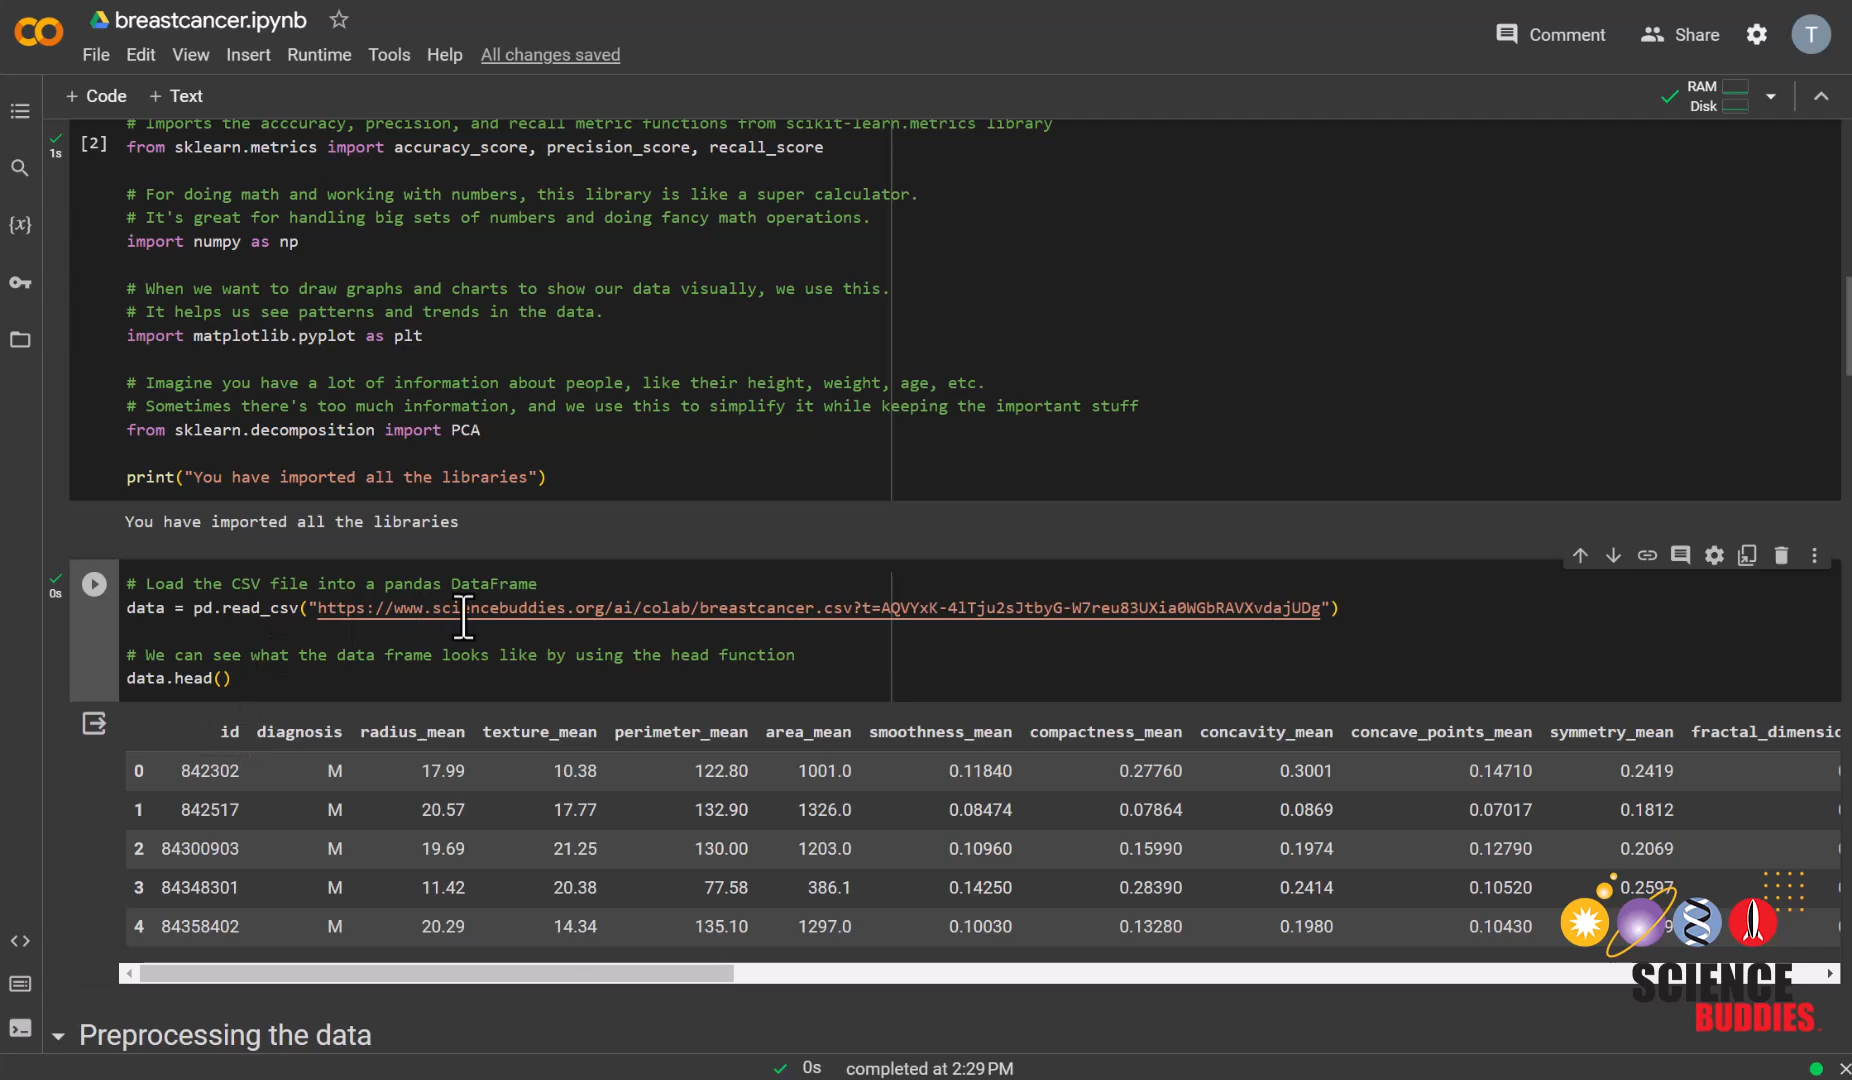 breastcancer.ipynb
Comment Share T
File Edit View Insert Runtime Tools Help All changes saved
+ Code + Text
RAM
Disk
# Imports the acccuracy, precision, and recall metric functions from scikit-learn.metrics library
1s [2] from sklearn.metrics import accuracy_score, precision_score, recall_score
# For doing math and working with numbers, this library is like a super calculator.
# It's great for handling big sets of numbers and doing fancy math operations.
import numpy as np
# When we want to draw graphs and charts to show our data visually, we use this.
# It helps us see patterns and trends in the data.
import matplotlib.pyplot as plt
# Imagine you have a lot of information about people, like their height, weight, age, etc.
# Sometimes there's too much information, and we use this to simplify it while keeping the important stuff
from sklearn.decomposition import PCA
print("You have imported all the libraries")
You have imported all the libraries
# Load the CSV file into a pandas DataFrame
0s data = pd.read_csv("https://www.sciencebuddies.org/ai/colab/breastcancer.csv?t=AQVYxK-4lTju2sJtbyG-W7reu83UXia0WGbRAVXvdajUDg")
# We can see what the data frame looks like by using the head function
data.head()
id diagnosis radius_mean texture_mean perimeter_mean area_mean smoothness_mean compactness_mean concavity_mean concave_points_mean symmetry_mean fractal_dimensio
0 842302 M 17.99 10.38 122.80 1001.0 0.11840 0.27760 0.3001 0.14710 0.2419
1 842517 M 20.57 17.77 132.90 1326.0 0.08474 0.07864 0.0869 0.07017 0.1812
2 84300903 M 19.69 21.25 130.00 1203.0 0.10960 0.15990 0.1974 0.12790 0.2069
3 84348301 M 11.42 20.38 77.58 386.1 0.14250 0.28390 0.2414 0.10520 0.2597
4 84358402 M 20.29 14.34 135.10 1297.0 0.10030 0.13280 0.1980 0.10430
SCIENCE
BUDDIES
Preprocessing the data
0s completed at 2:29 PM